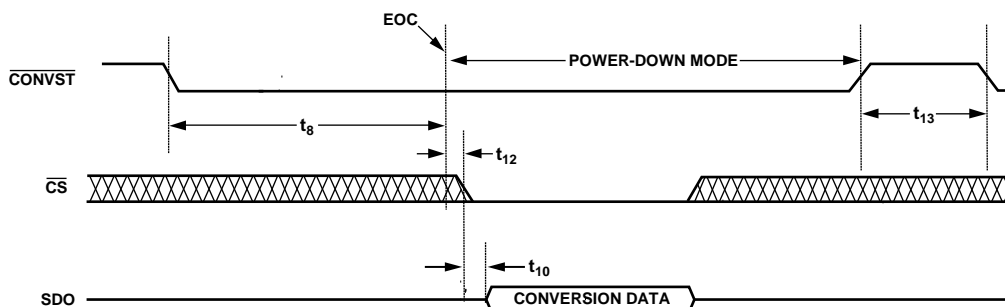 EOC
POWER-DOWN MODE
CONVST
t8
t13
t12
CS
t10
SDO
CONVERSION DATA